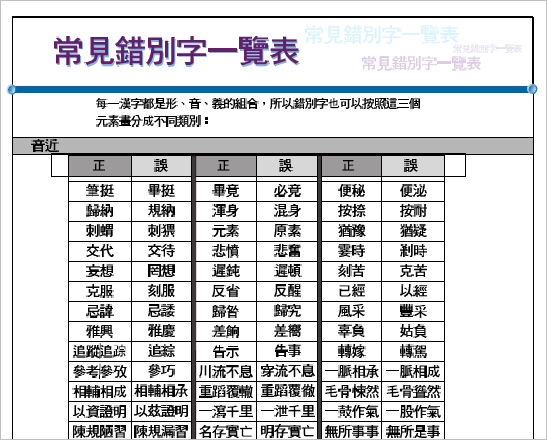 常見錯別字一覽表
常見錯別字一覽表
常見錯別字一覽表
常見錯別字一覽表
每一漢字都是形、音、義的組合，所以錯別字也可以按照這三個
元素畫分成不同類別：
音近
正 誤 正 誤 正 誤
筆挺 畢挺 畢竟 必竟 便秘 便泌
歸納 規納 渾身 混身 按捺 按耐
刺蝟 刺猥 元素 原素 猶豫 猶疑
交代 交待 悲憤 悲奮 霎時 剎時
妄想 罔想 遲鈍 遲頓 刻苦 克苦
克服 刻服 反省 反醒 已經 以經
忌諱 忌諉 歸咎 歸究 風采 豐采
雅興 雅慶 差餉 差嚮 辜負 姑負
追蹤追踪 追綜 告示 告事 轉嫁 轉駕
參考參攷 參巧 川流不息 穿流不息 一脈相承 一脈相成
相輔相成 相輔相承 重蹈覆轍 重蹈覆徹 毛骨悚然 毛骨聳然
以資證明 以茲證明 一瀉千里 一泄千里 一鼓作氣 一股作氣
陳規陋習 陳規漏習 名存實亡 明存實亡 無所事事 無所是事